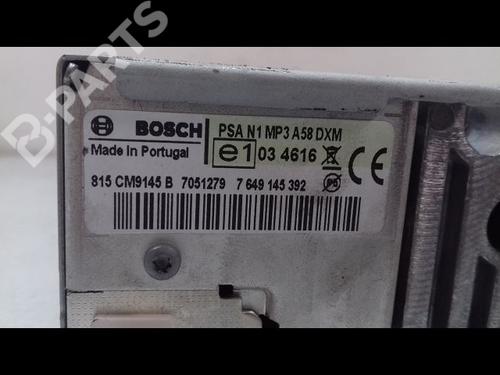 B-PARTS
BOSCH
PSA N1 MP3 A58 DXM
Made in Portugal
e1 03 4616 CE
815 CM9145 B 7051279 7 649 145 392